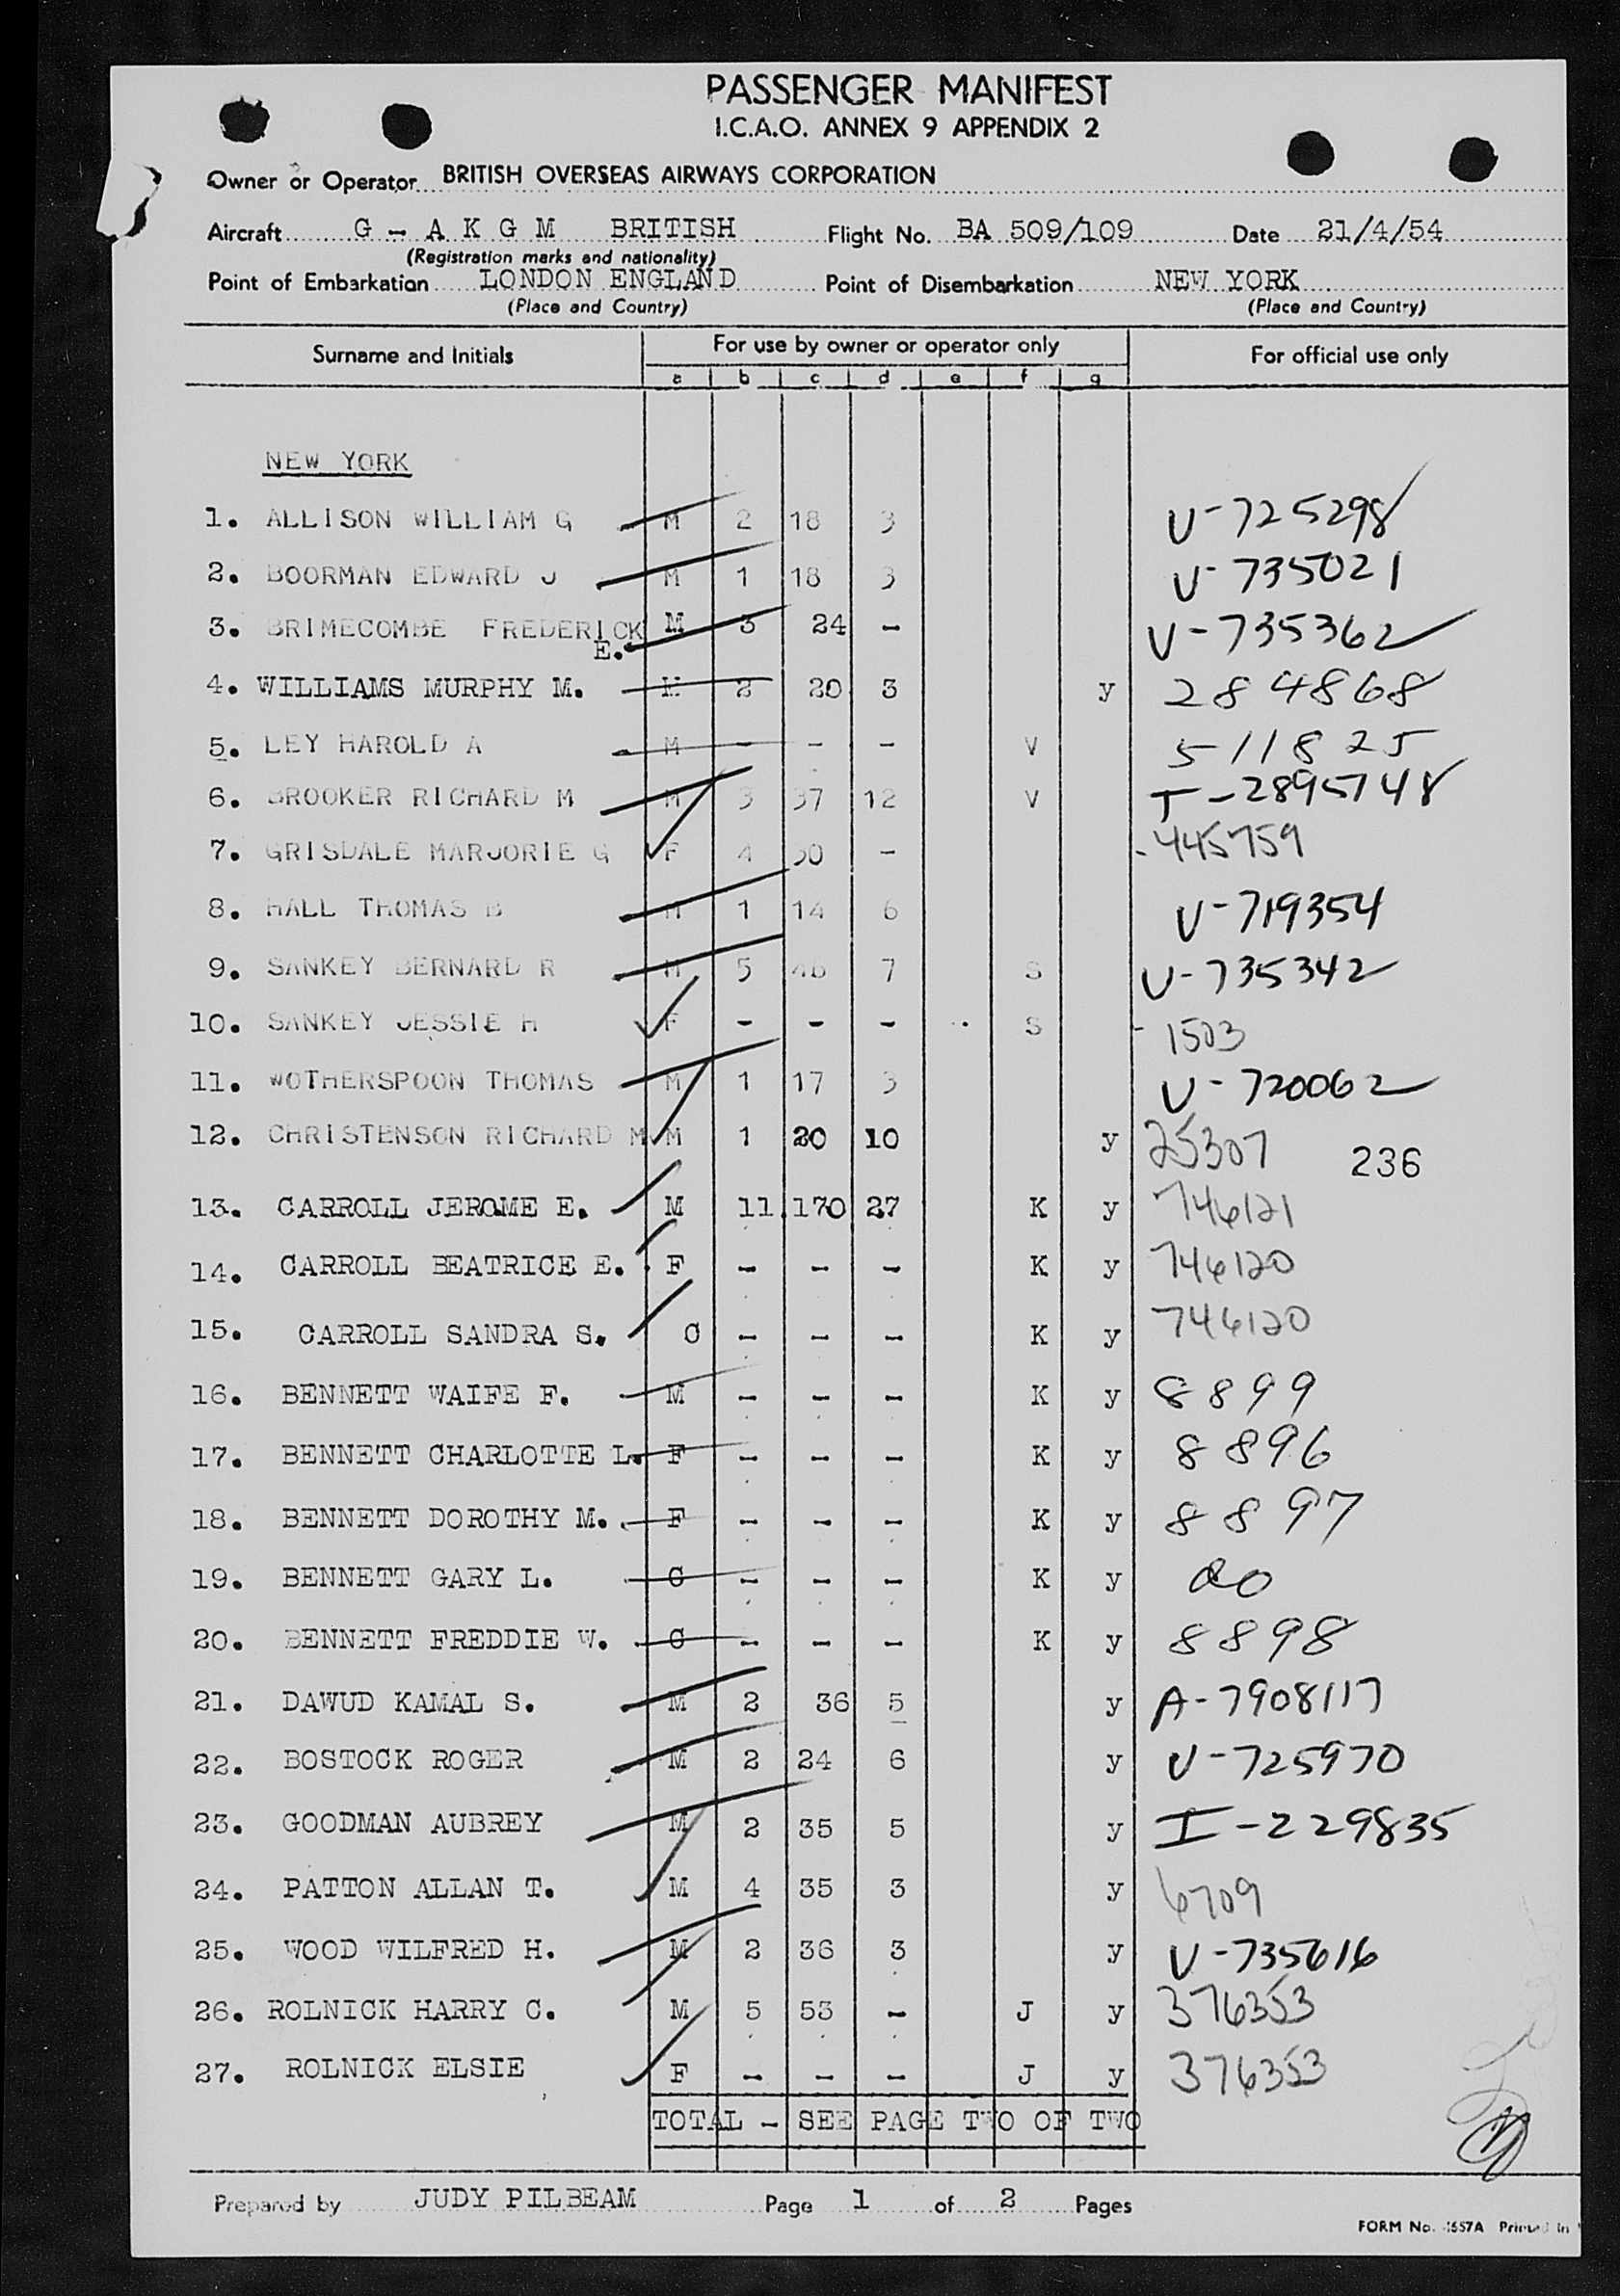 PASSENGER MANIFEST
I.C.A.O. ANNEX 9 APPENDIX 2
Owner or Operator BRITISH OVERSEAS AIRWAYS CORPORATION
Aircraft G - A K G M BRITISH Flight No. BA 509/109 Date 21/4/54
(Registration marks and nationality)
Point of Embarkation LONDON ENGLAND Point of Disembarkation NEW YORK
(Place and Country) (Place and Country)
Surname and Initials For use by owner or operator only For official use only
a b c d e f g
NEW YORK
1. ALLISON WILLIAM G M 2 18 3 V-725298
2. BOORMAN EDWARD J M 1 18 3 V-735021
3. BRIMECOMBE FREDERICK E. M 3 24 - V-735362
4. WILLIAMS MURPHY M. M 2 20 3 y 284868
5. LEY HAROLD A M - - - V 511825
6. BROOKER RICHARD M M 3 37 12 V T-2895748
7. GRISDALE MARJORIE G F 4 30 - 445759
8. HALL THOMAS B M 1 14 6 V-719354
9. SANKEY BERNARD R M 5 46 7 S V-735342
10. SANKEY JESSIE H F - - - S 1503
11. WOTHERSPOON THOMAS M 1 17 3 V-720062
12. CHRISTENSON RICHARD M M 1 20 10 y 25307 236
13. CARROLL JEROME E. M 11 170 27 K y 746121
14. CARROLL BEATRICE E. F - - - K y 746120
15. CARROLL SANDRA S. C - - - K y 746120
16. BENNETT WAIFE F. M - - - K y 8899
17. BENNETT CHARLOTTE L. F - - - K y 8896
18. BENNETT DOROTHY M. F - - - K y 8897
19. BENNETT GARY L. C - - - K y
20. BENNETT FREDDIE W. C - - - K y 8898
21. DAWUD KAMAL S. M 2 36 5 y A-7908117
22. BOSTOCK ROGER M 2 24 6 y V-725970
23. GOODMAN AUBREY M 2 35 5 y I-229835
24. PATTON ALLAN T. M 4 35 3 y 6709
25. WOOD WILFRED H. M 2 36 3 y V-735616
26. ROLNICK HARRY C. M 5 53 - J y 376353
27. ROLNICK ELSIE F - - - J y 376353
TOTAL - SEE PAGE TWO OF TWO
Prepared by JUDY PILBEAM Page 1 of 2 Pages
FORM No. 1657A Printed in